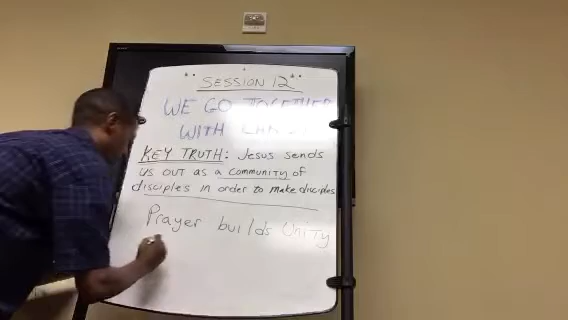 SESSION 12
WE GO TOGETHER
WITH
KEY TRUTH: Jesus sends
us out as a community of
disciples in order to make disciples
Prayer builds Unity